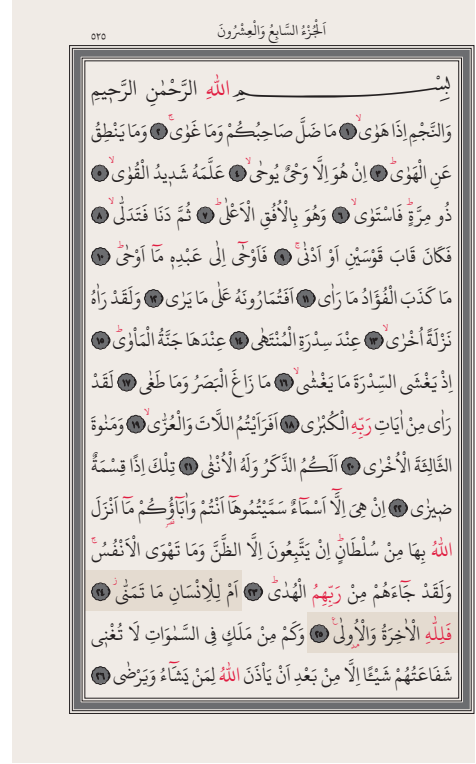 اَلْجُزْءُ السَّابِعُ وَالْعِشْرُونَ
٥٢٥
بِسْمِ اللّٰهِ الرَّحْمٰنِ الرَّح۪يمِ
وَالنَّجْمِ اِذَا هَوٰىۙ ﴿١﴾ مَا ضَلَّ صَاحِبُكُمْ وَمَا غَوٰىۚ ﴿٢﴾ وَمَا يَنْطِقُ
عَنِ الْهَوٰىۜ ﴿٣﴾ اِنْ هُوَ اِلَّا وَحْيٌ يُوحٰىۙ ﴿٤﴾ عَلَّمَهُ شَد۪يدُ الْقُوٰىۙ ﴿٥﴾
ذُو مِرَّةٍۜ فَاسْتَوٰىۙ ﴿٦﴾ وَهُوَ بِالْاُفُقِ الْاَعْلٰىۜ ﴿٧﴾ ثُمَّ دَنَا فَتَدَلّٰىۙ ﴿٨﴾
فَكَانَ قَابَ قَوْسَيْنِ اَوْ اَدْنٰىۚ ﴿٩﴾ فَاَوْحٰٓى اِلٰى عَبْدِه۪ مَٓا اَوْحٰىۜ ﴿١٠﴾
مَا كَذَبَ الْفُؤٰادُ مَا رَاٰى ﴿١١﴾ اَفَتُمَارُونَهُ عَلٰى مَا يَرٰى ﴿١٢﴾ وَلَقَدْ رَاٰهُ
نَزْلَةً اُخْرٰىۙ ﴿١٣﴾ عِنْدَ سِدْرَةِ الْمُنْتَهٰى ﴿١٤﴾ عِنْدَهَا جَنَّةُ الْمَأْوٰىۜ ﴿١٥﴾
اِذْ يَغْشَى السِّدْرَةَ مَا يَغْشٰىۙ ﴿١٦﴾ مَا زَاغَ الْبَصَرُ وَمَا طَغٰى ﴿١٧﴾ لَقَدْ
رَاٰى مِنْ اٰيَاتِ رَبِّهِ الْكُبْرٰى ﴿١٨﴾ اَفَرَاَيْتُمُ اللَّاتَ وَالْعُزّٰىۙ ﴿١٩﴾ وَمَنٰوةَ
الثَّالِثَةَ الْاُخْرٰى ﴿٢٠﴾ اَلَكُمُ الذَّكَرُ وَلَهُ الْاُنْثٰى ﴿٢١﴾ تِلْكَ اِذًا قِسْمَةٌ
ض۪يزٰى ﴿٢٢﴾ اِنْ هِيَ اِلَّٓا اَسْمَٓاءٌ سَمَّيْتُمُوهَٓا اَنْتُمْ وَاٰبَٓاؤُ۬كُمْ مَٓا اَنْزَلَ
اللّٰهُ بِهَا مِنْ سُلْطَانٍۜ اِنْ يَتَّبِعُونَ اِلَّا الظَّنَّ وَمَا تَهْوَى الْاَنْفُسُۚ
وَلَقَدْ جَٓاءَهُمْ مِنْ رَبِّهِمُ الْهُدٰىۜ ﴿٢٣﴾ اَمْ لِلْاِنْسَانِ مَا تَمَنّٰىۘ ﴿٢٤﴾
فَلِلّٰهِ الْاٰخِرَةُ وَالْاُو۫لٰى۟ ﴿٢٥﴾ وَكَمْ مِنْ مَلَكٍ فِي السَّمٰوَاتِ لَا تُغْن۪ي
شَفَاعَتُهُمْ شَيْـًٔا اِلَّا مِنْ بَعْدِ اَنْ يَأْذَنَ اللّٰهُ لِمَنْ يَشَٓاءُ وَيَرْضٰى ﴿٢٦﴾